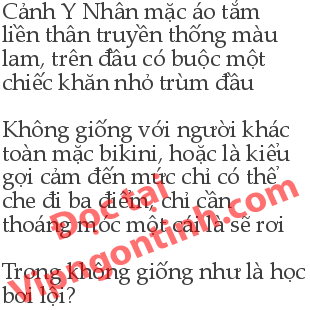 Cảnh Y Nhân mặc áo tắm
liền thân truyền thống màu
lam, trên đầu có buộc một
chiếc khăn nhỏ trùm đầu
Không giống với người khác
toàn mặc bikini, hoặc là kiểu
gợi cảm đến mức chỉ có thể
che đi ba điểm, chỉ cần
thoáng móc một cái là sẽ rơi
Trong không giống như là học
bơi lội?
Doc tai
Vipngontinh.com